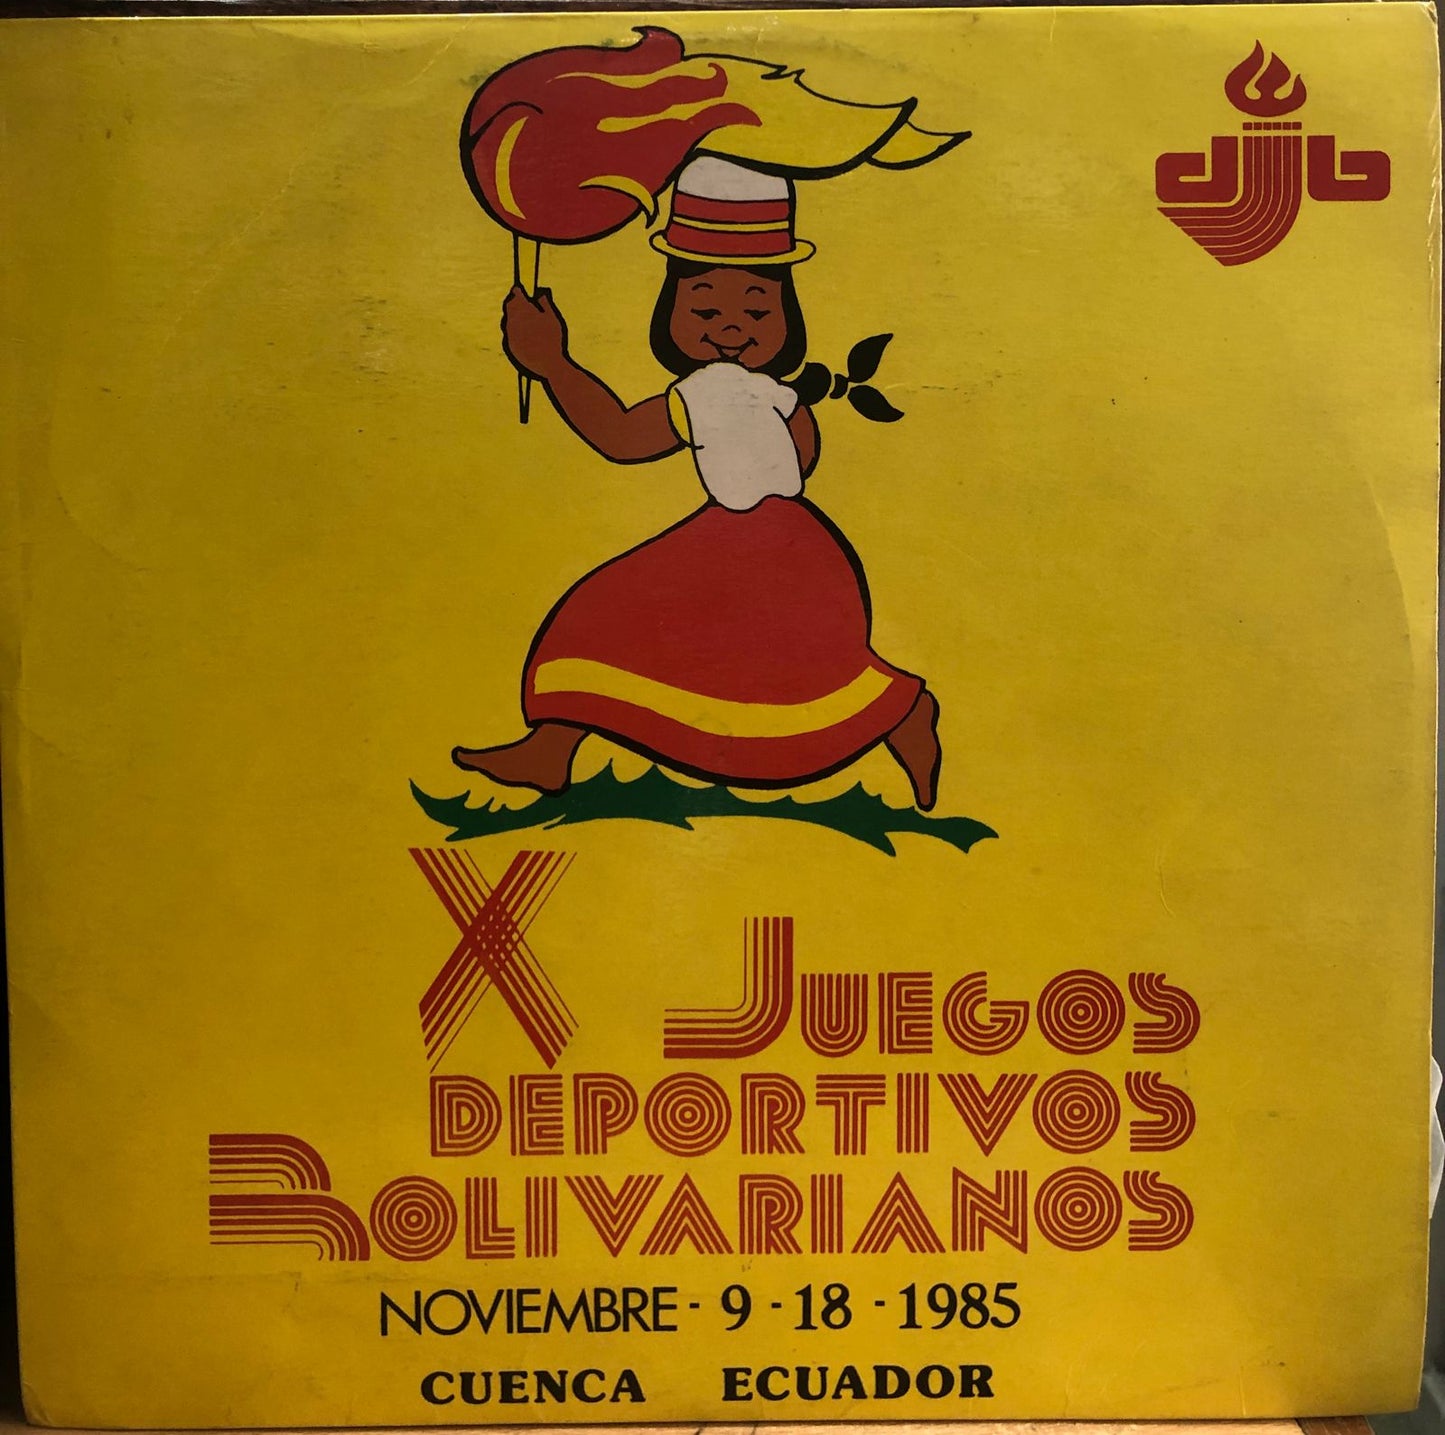 djb
X JUEGOS
DEPORTIVOS
BOLIVARIANOS
NOVIEMBRE - 9 - 18 - 1985
CUENCA ECUADOR